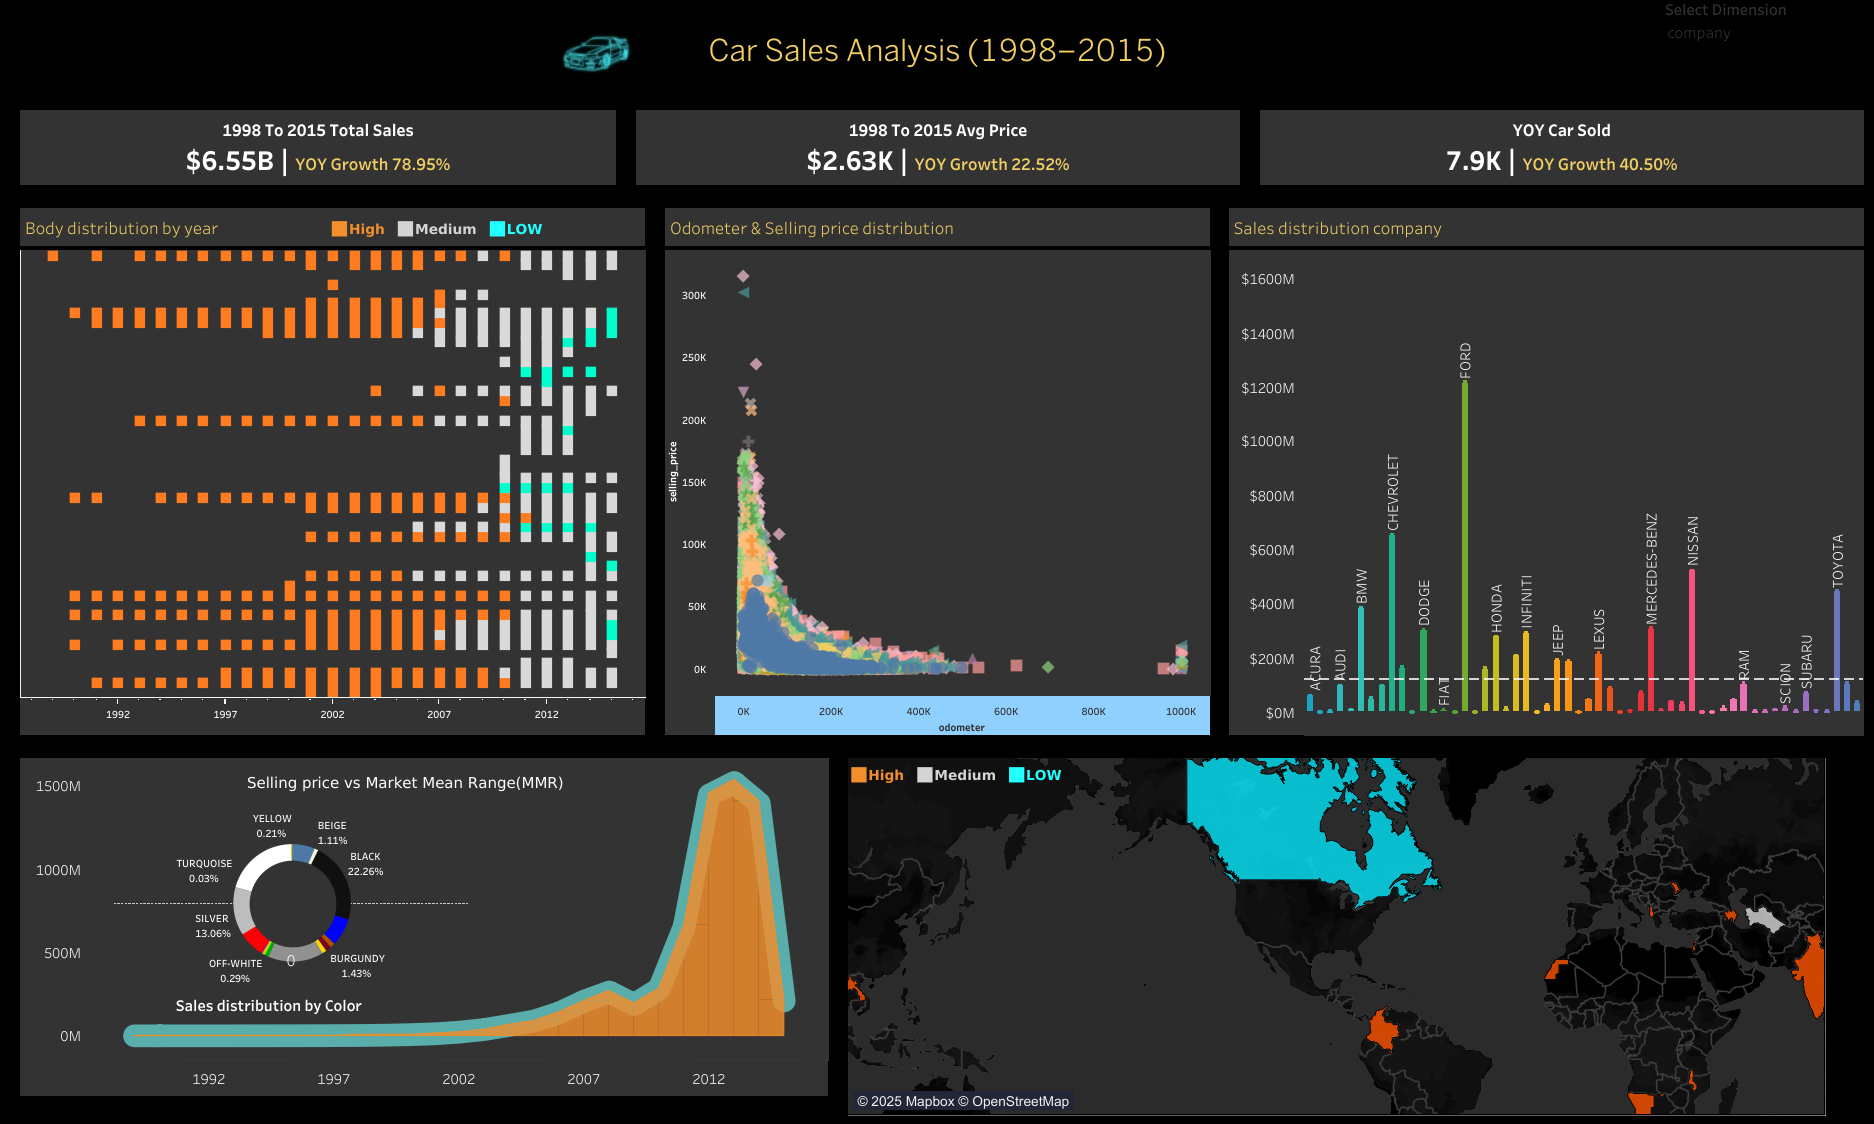 Select Dimension
company
Car Sales Analysis (1998–2015)
1998 To 2015 Total Sales
$6.55B | YOY Growth 78.95%
1998 To 2015 Avg Price
$2.63K | YOY Growth 22.52%
YOY Car Sold
7.9K | YOY Growth 40.50%
Body distribution by year
High Medium LOW
1992 1997 2002 2007 2012
Odometer & Selling price distribution
300K
250K
200K
150K
100K
50K
0K
selling_price
0K 200K 400K 600K 800K 1000K
odometer
Sales distribution company
$1600M
$1400M
$1200M
$1000M
$800M
$600M
$400M
$200M
$0M
ACURA
AUDI
BMW
CHEVROLET
DODGE
FIAT
FORD
HONDA
INFINITI
JEEP
LEXUS
MERCEDES-BENZ
NISSAN
RAM
SCION
SUBARU
TOYOTA
Selling price vs Market Mean Range(MMR)
1500M
1000M
500M
0M
YELLOW
0.21%
BEIGE
1.11%
BLACK
22.26%
TURQUOISE
0.03%
SILVER
13.06%
OFF-WHITE
0.29%
BURGUNDY
1.43%
0
Sales distribution by Color
1992 1997 2002 2007 2012
High Medium LOW
© 2025 Mapbox © OpenStreetMap